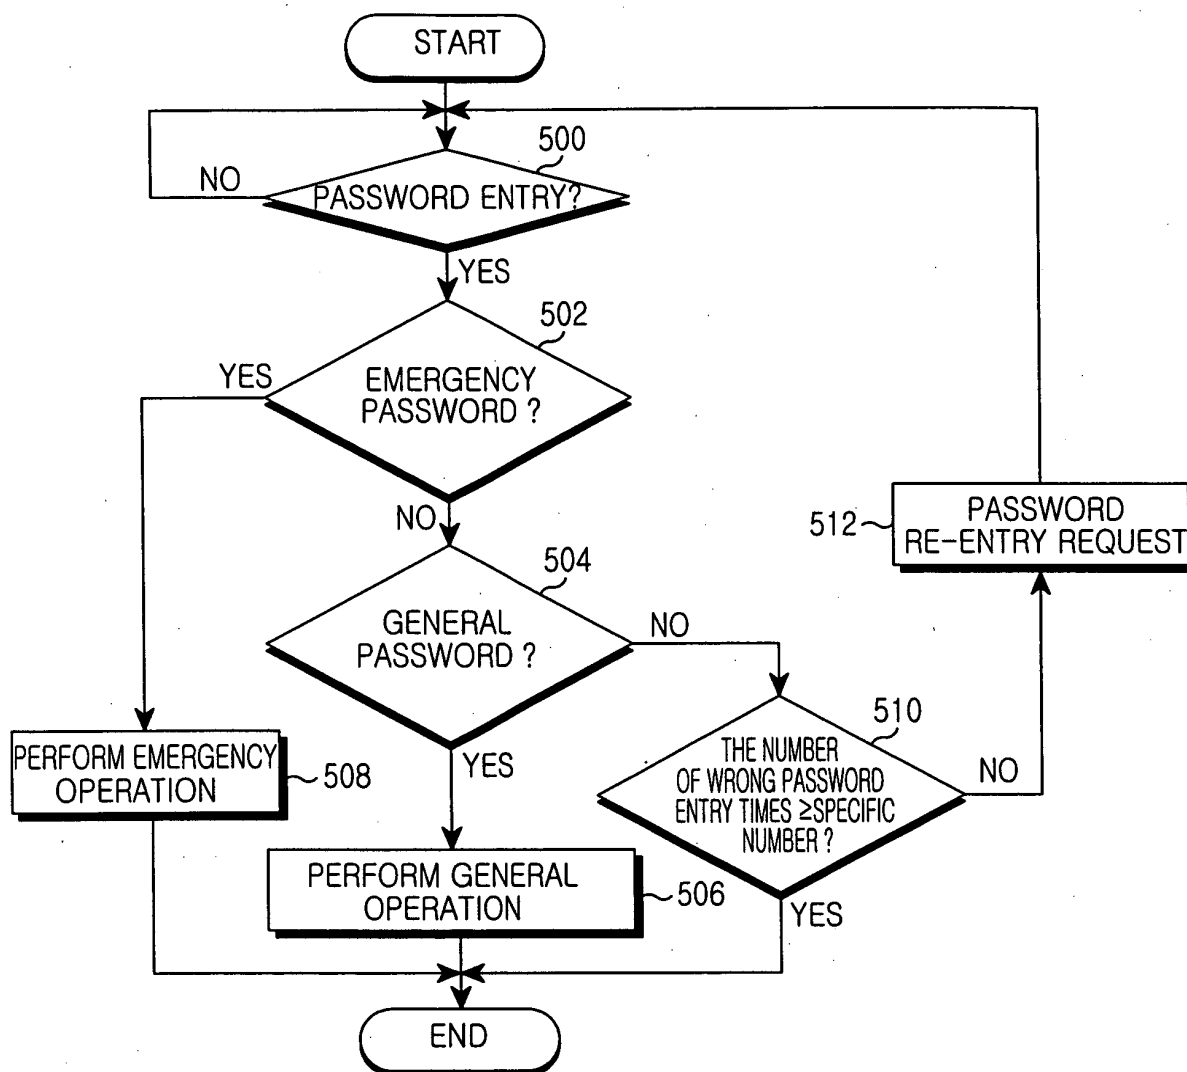 START
500
NO
PASSWORD ENTRY?
YES
502
YES
EMERGENCY
PASSWORD ?
NO
504
GENERAL
PASSWORD ?
NO
PASSWORD
RE-ENTRY REQUEST
512
510
THE NUMBER
OF WRONG PASSWORD
ENTRY TIMES ≥SPECIFIC
NUMBER ?
NO
YES
PERFORM EMERGENCY
OPERATION
508
YES
PERFORM GENERAL
OPERATION
506
END